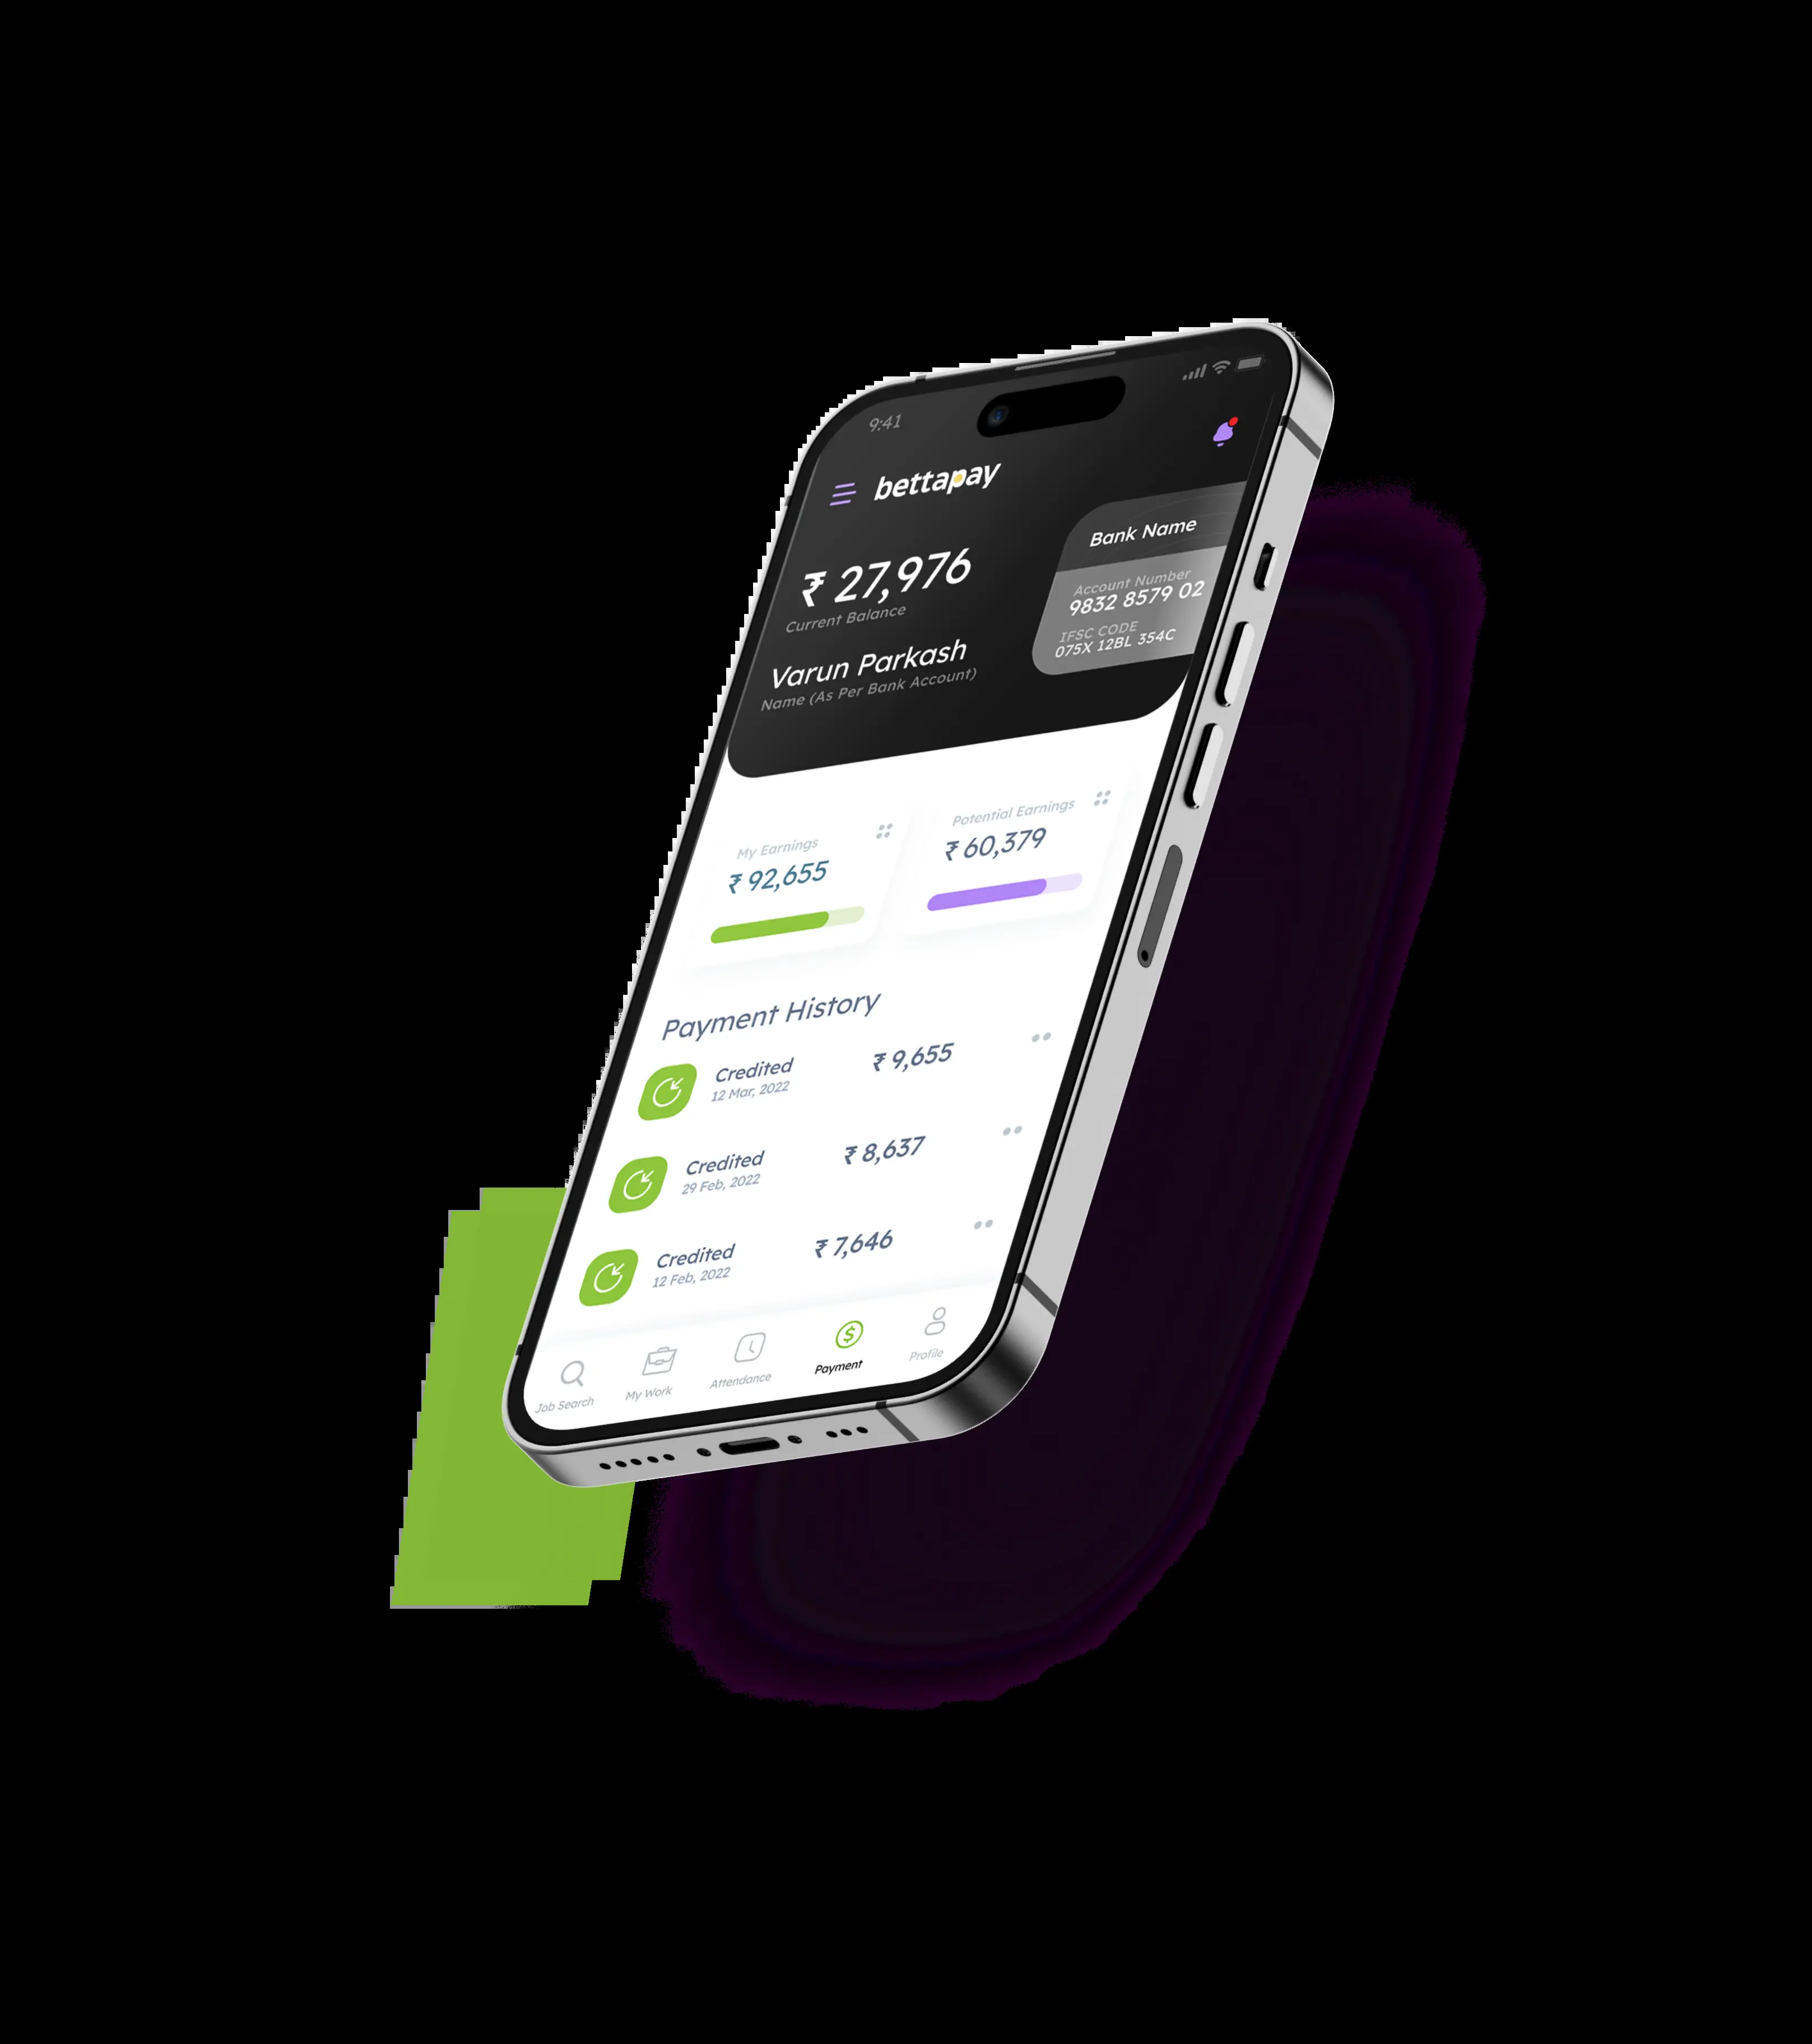 9:41
bettapay
₹ 27,976
Current Balance
Varun Parkash
Name (As Per Bank Account)
Bank Name
Account Number
9832 8579 02
IFSC CODE
075X 12BL 354C
My Earnings
₹ 92,655
Potential Earnings
₹ 60,379
Payment History
Credited
12 Mar, 2022
₹ 9,655
Credited
29 Feb, 2022
₹ 8,637
Credited
12 Feb, 2022
₹ 7,646
Job Search
My Work
Attendance
Payment
Profile